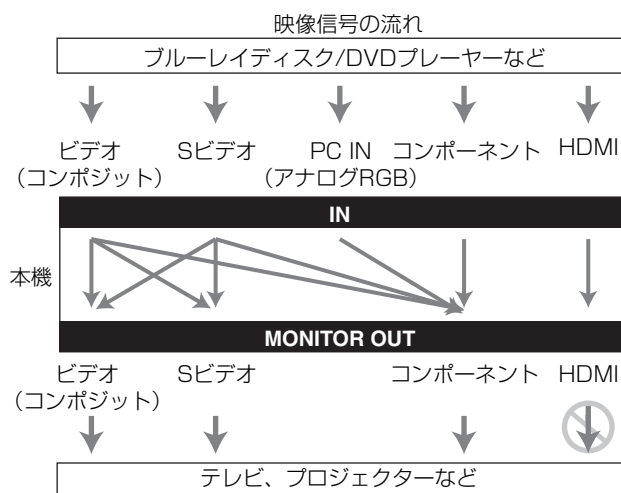 映像信号の流れ
ブルーレイディスク/DVDプレーヤーなど
ビデオ Sビデオ PC IN コンポーネント HDMI
（コンポジット） （アナログRGB）
IN
本機
MONITOR OUT
ビデオ Sビデオ コンポーネント HDMI
（コンポジット）
テレビ、プロジェクターなど